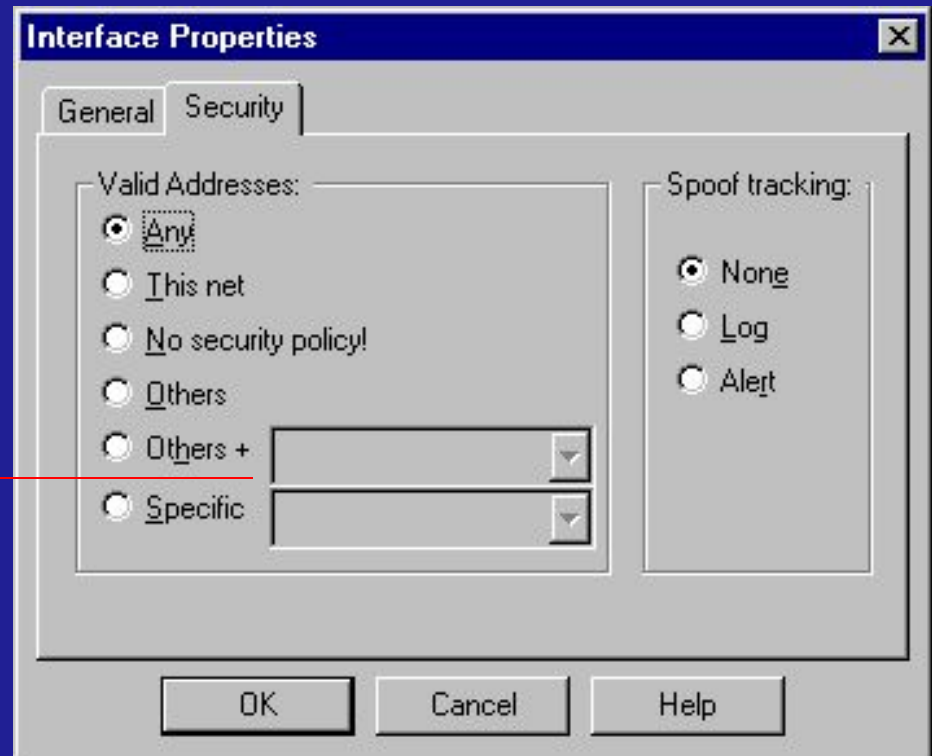 Interface Properties
General
Security
Valid Addresses:
Any
This net
No security policy!
Others
Others +
Specific
Spoof tracking:
None
Log
Alert
OK
Cancel
Help